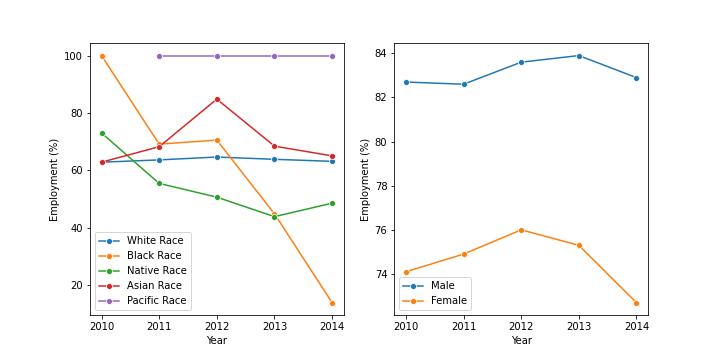 100
80
60
40
20
Employment (%)
White Race
Black Race
Native Race
Asian Race
Pacific Race
2010 2011 2012 2013 2014
Year
84
82
80
78
76
74
Employment (%)
Male
Female
2010 2011 2012 2013 2014
Year